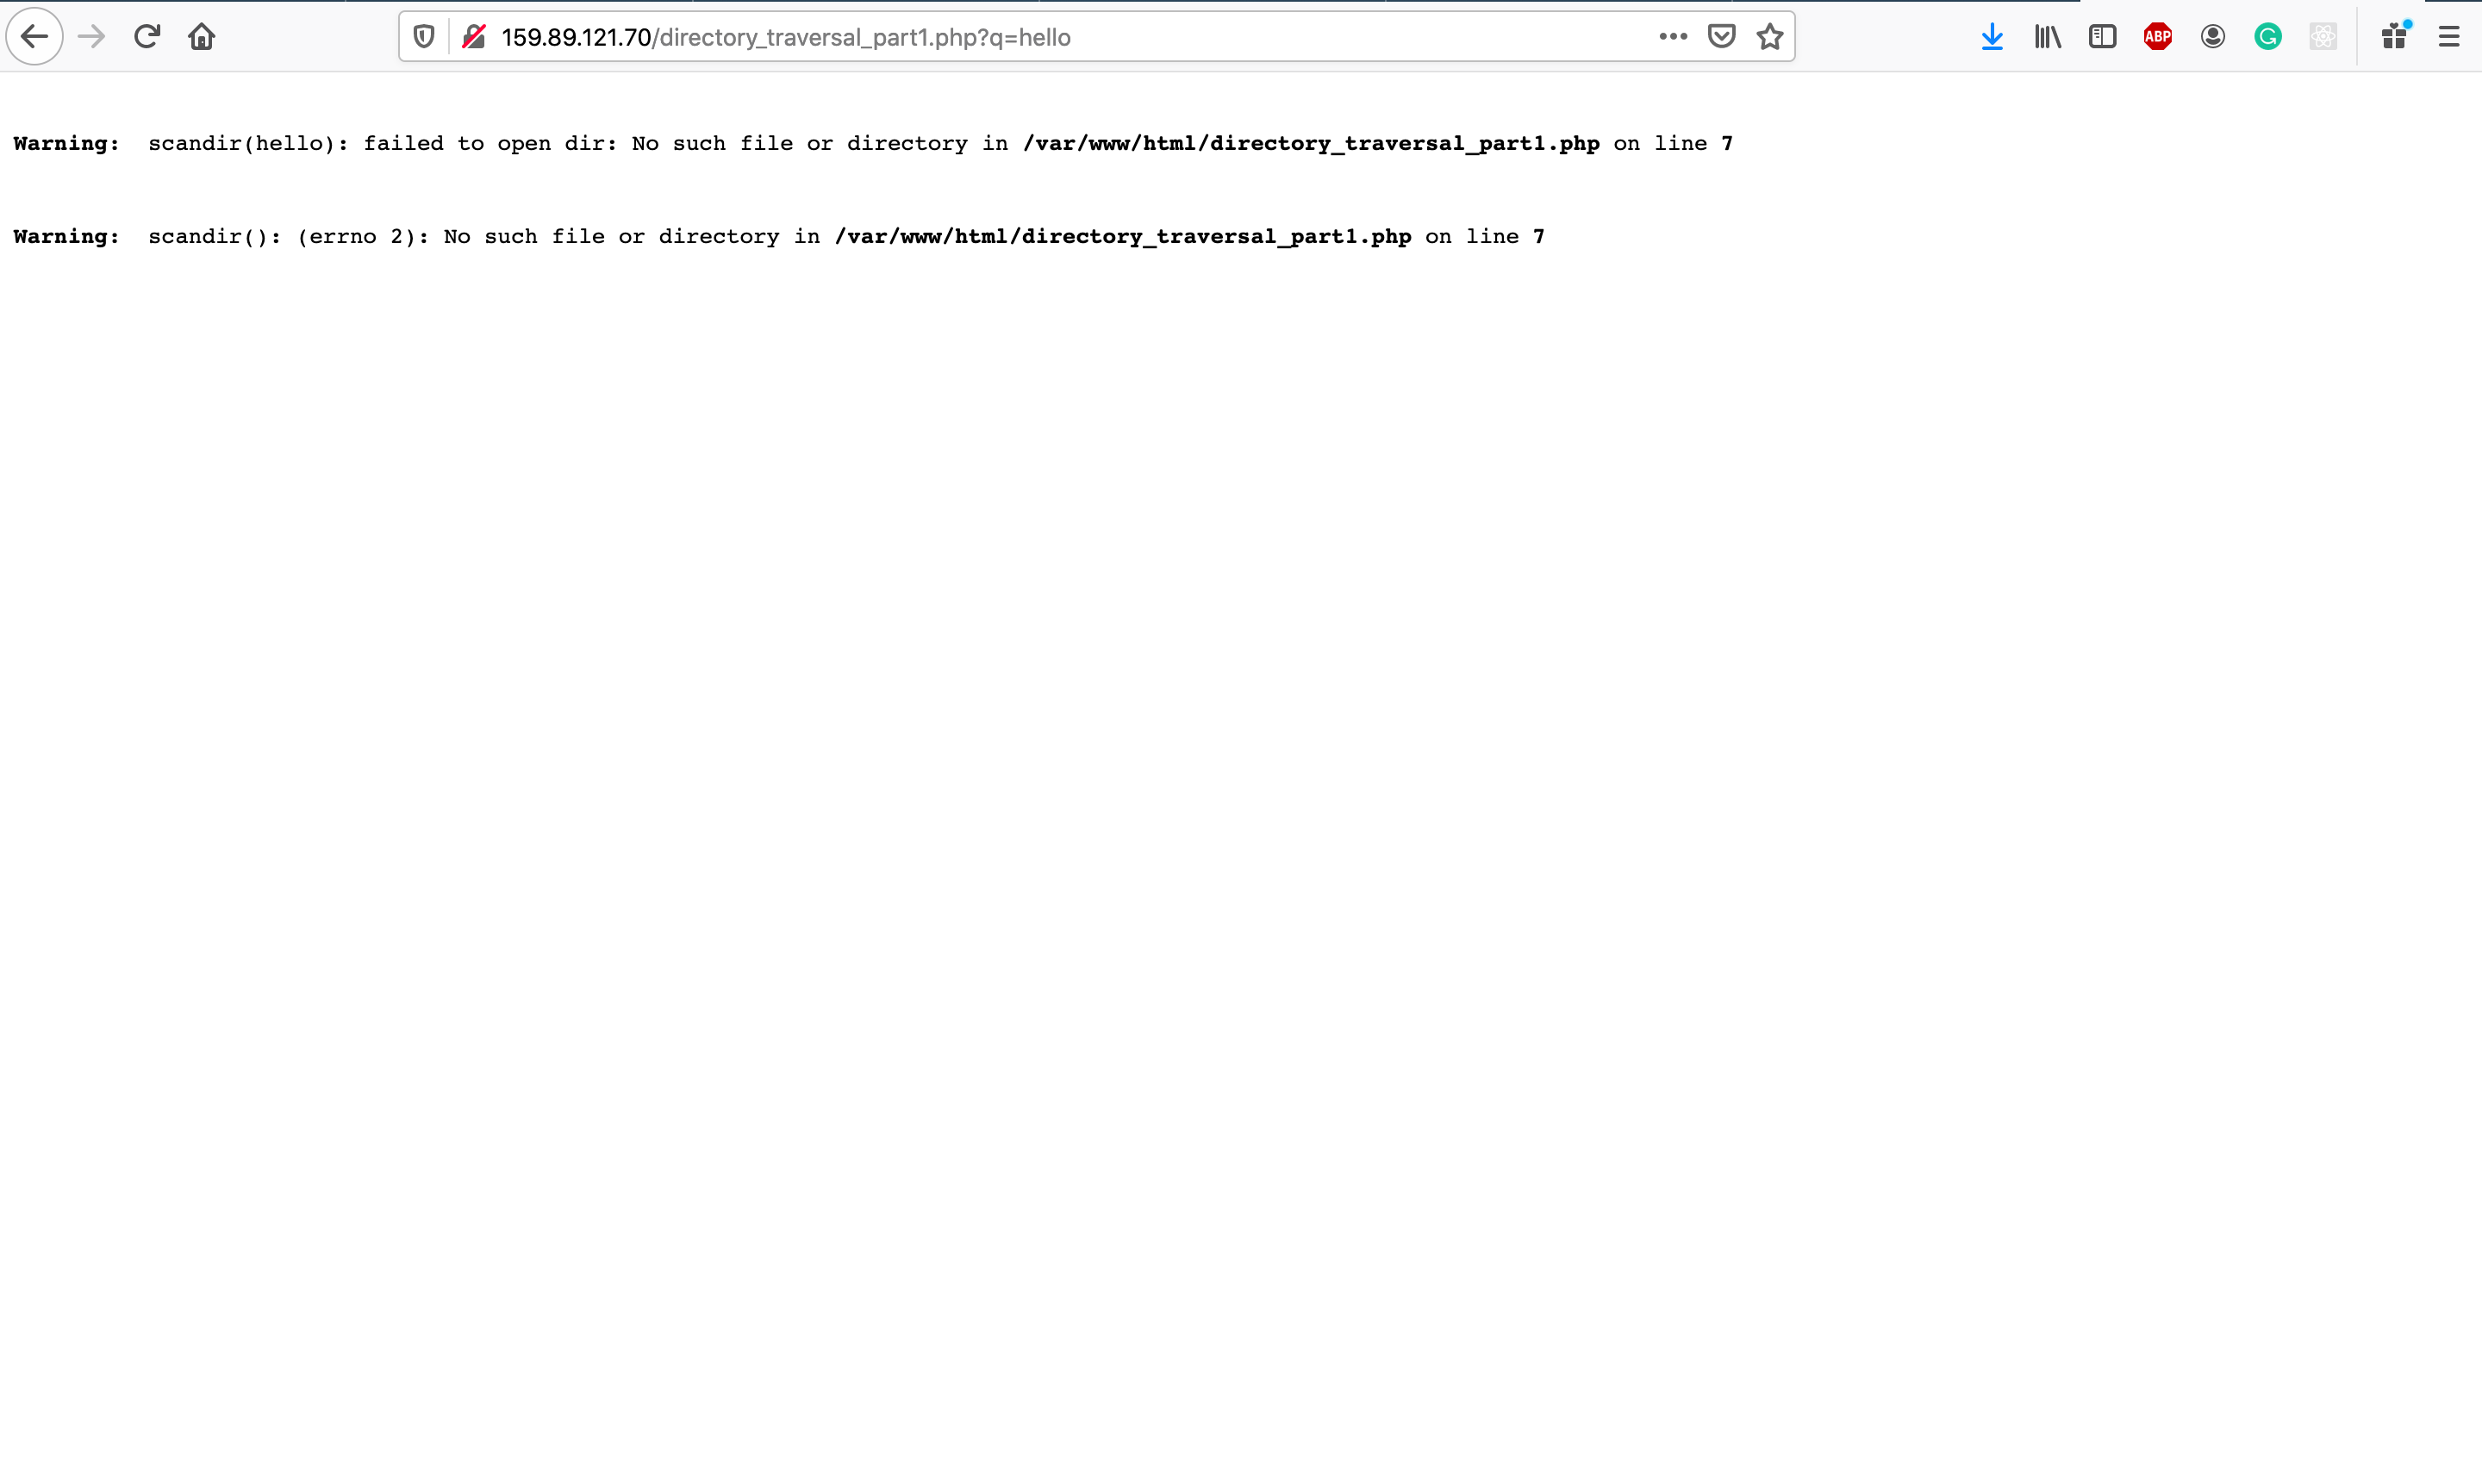 159.89.121.70/directory_traversal_part1.php?q=hello
ABP
Warning: scandir(hello): failed to open dir: No such file or directory in /var/www/html/directory_traversal_part1.php on line 7
Warning: scandir(): (errno 2): No such file or directory in /var/www/html/directory_traversal_part1.php on line 7